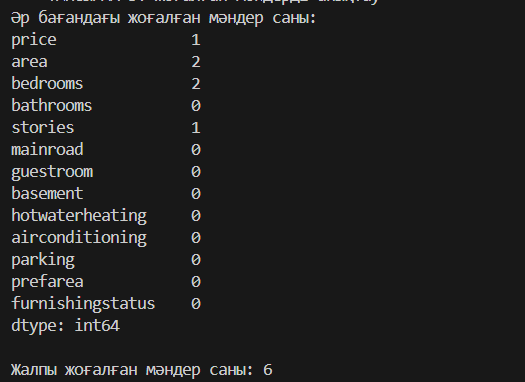 Әр бағандағы жоғалған мәндер саны:
price 1
area 2
bedrooms 2
bathrooms 0
stories 1
mainroad 0
guestroom 0
basement 0
hotwaterheating 0
airconditioning 0
parking 0
prefarea 0
furnishingstatus 0
dtype: int64
Жалпы жоғалған мәндер саны: 6